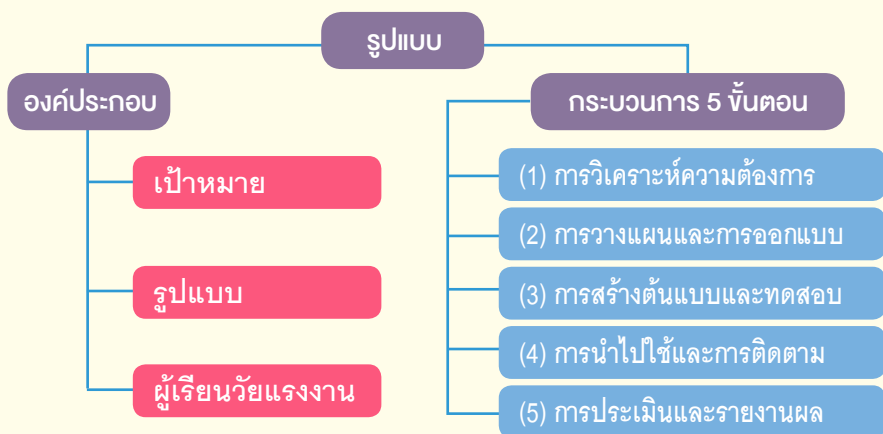 รูปแบบ
องค์ประกอบ
เป้าหมาย
รูปแบบ
ผู้เรียนวัยแรงงาน
กระบวนการ 5 ขั้นตอน
(1) การวิเคราะห์ความต้องการ
(2) การวางแผนและการออกแบบ
(3) การสร้างต้นแบบและทดสอบ
(4) การนำไปใช้และการติดตาม
(5) การประเมินและรายงานผล